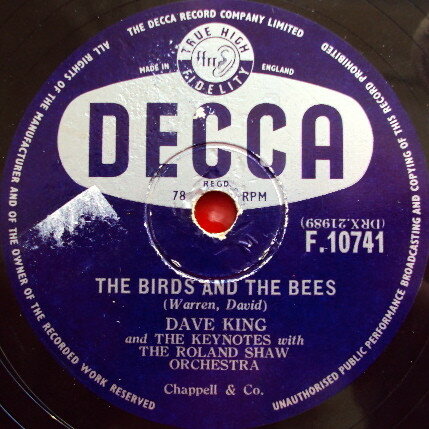 THE DECCA RECORD COMPANY LIMITED
ALL RIGHTS OF THE MANUFACTURER AND OF THE OWNER OF THE RECORDED WORK RESERVED
UNAUTHORISED PUBLIC PERFORMANCE BROADCASTING AND COPYING OF THIS RECORD PROHIBITED
TRUE HIGH
ffrr
FIDELITY
MADE IN ENGLAND
DECCA
REGD.
78 RPM
(DRX.21989)
F.10741
THE BIRDS AND THE BEES
(Warren, David)
DAVE KING
and THE KEYNOTES with
THE ROLAND SHAW
ORCHESTRA
Chappell & Co.